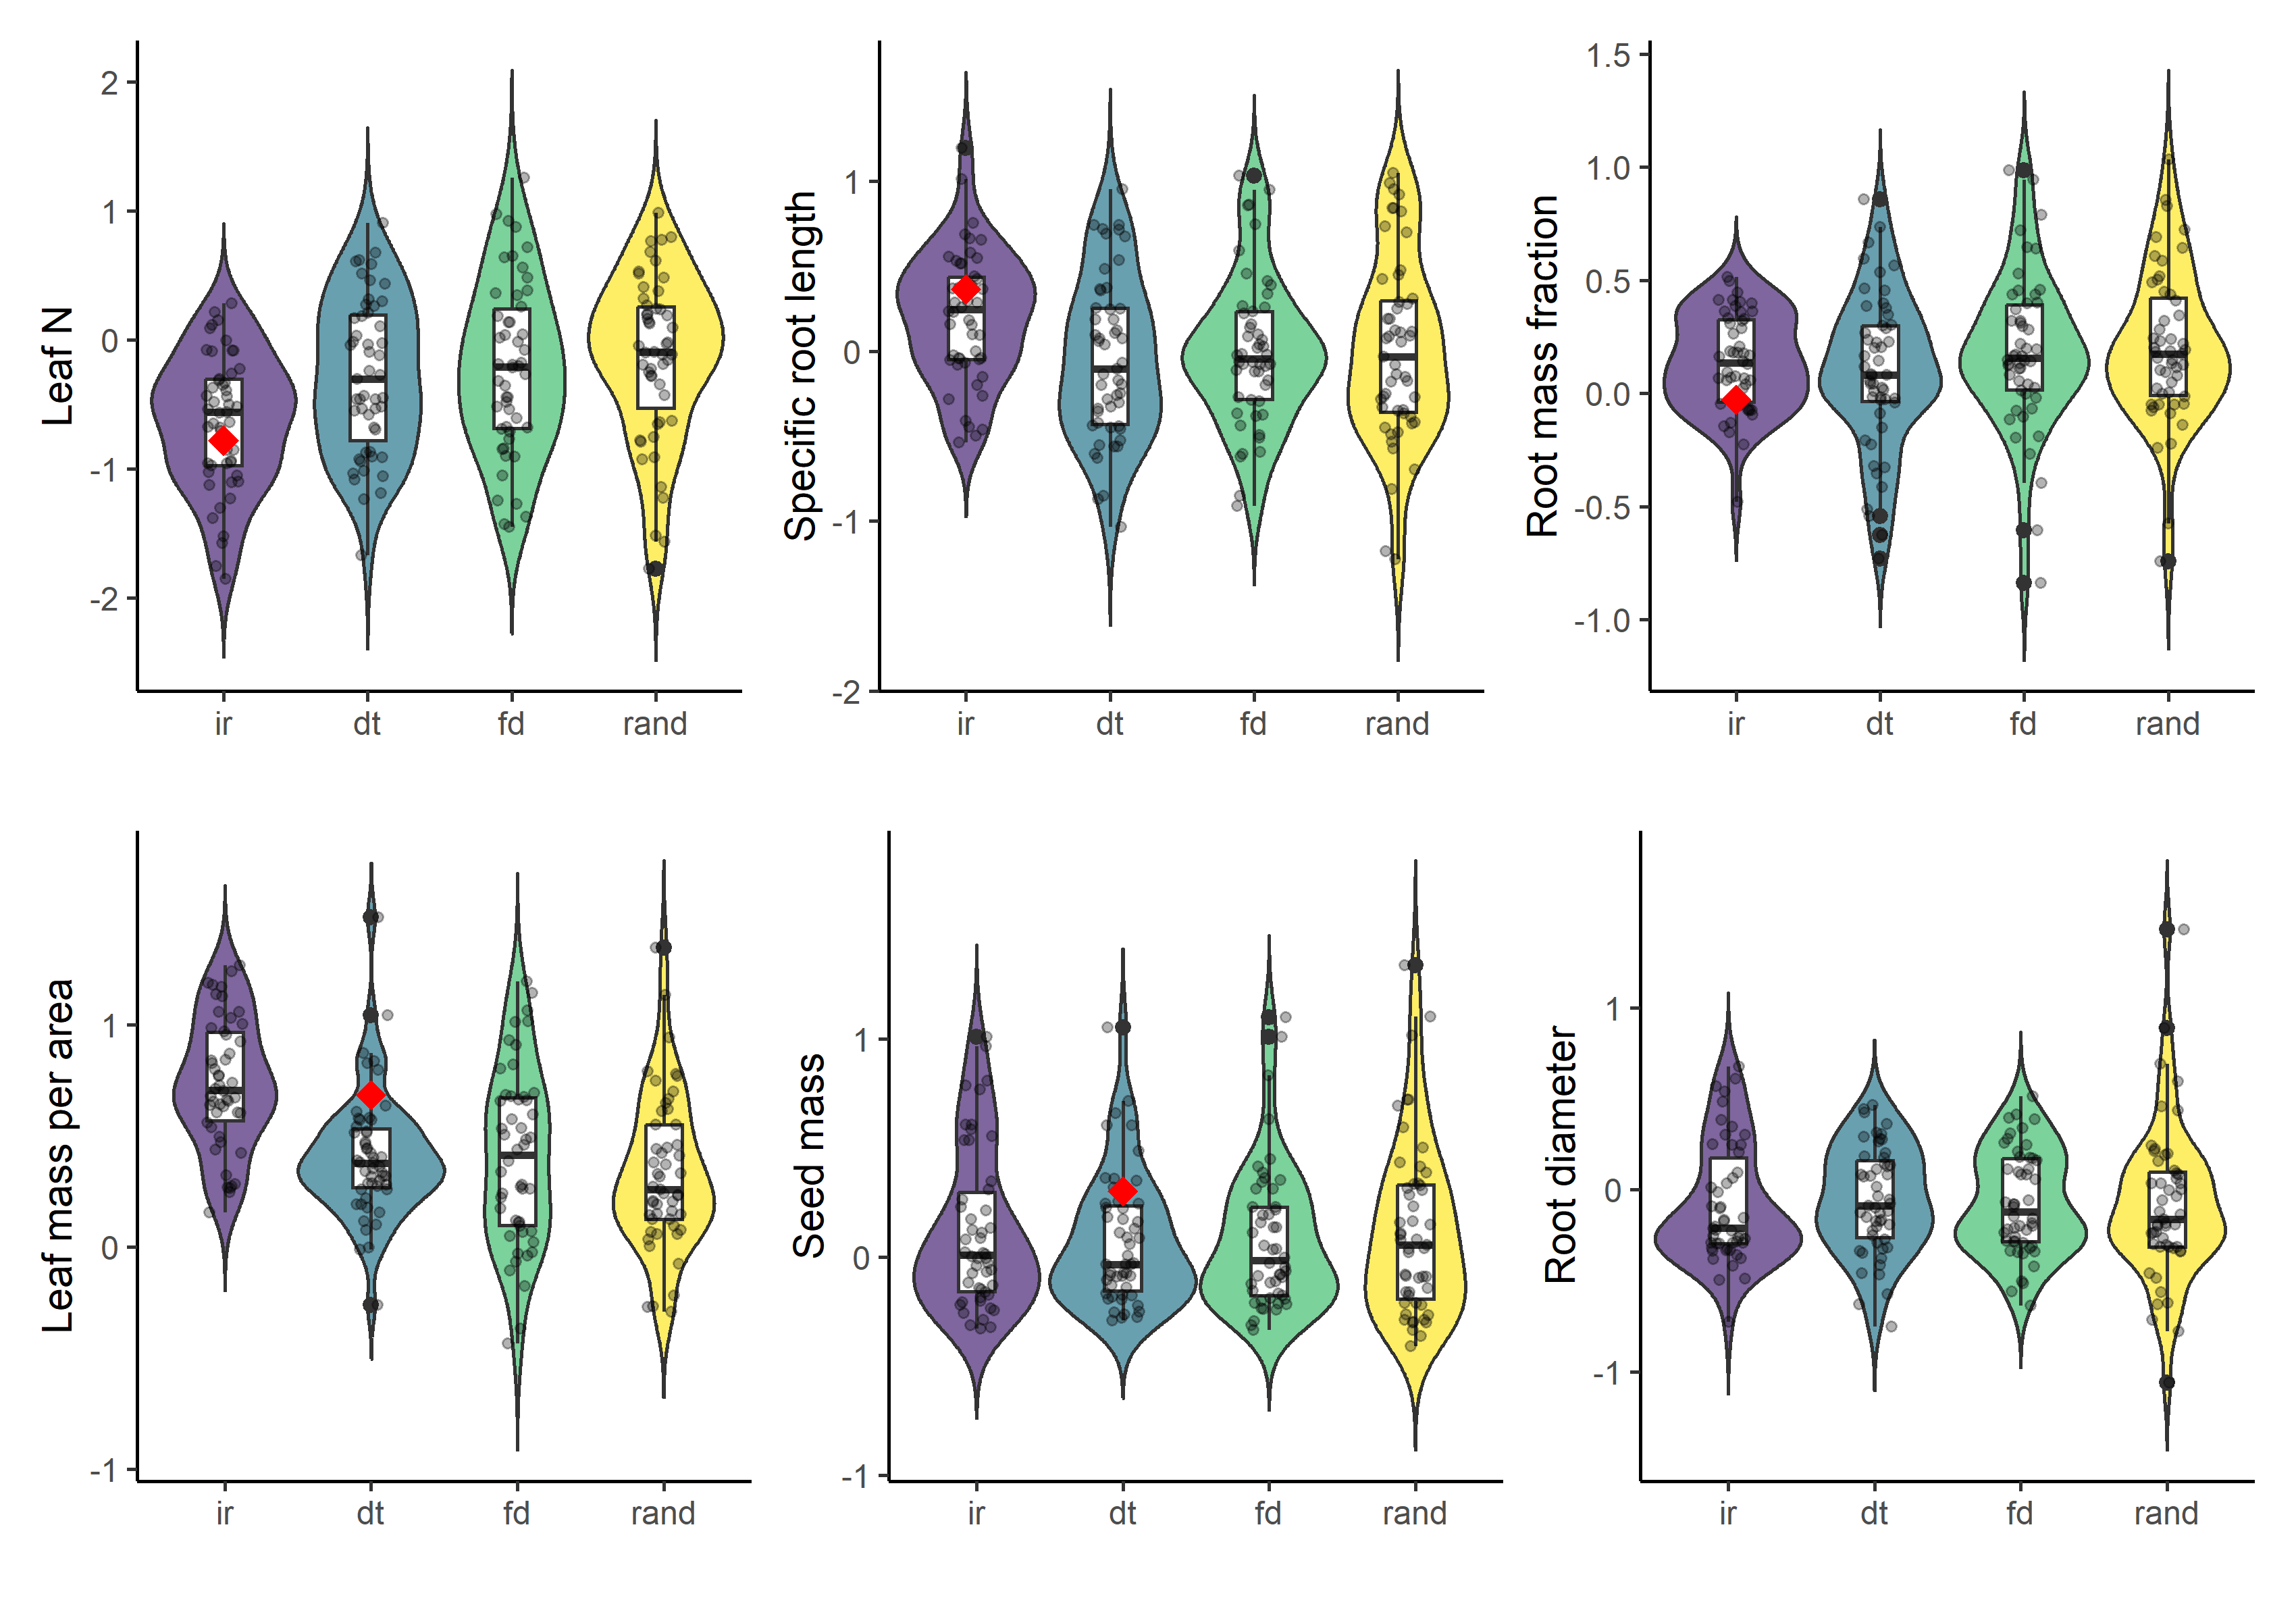 Leaf N
2
1
0
-1
-2
ir dt fd rand
Specific root length
1
0
-1
-2
ir dt fd rand
Root mass fraction
1.5
1.0
0.5
0.0
-0.5
-1.0
ir dt fd rand
Leaf mass per area
1
0
-1
ir dt fd rand
Seed mass
1
0
-1
ir dt fd rand
Root diameter
1
0
-1
ir dt fd rand